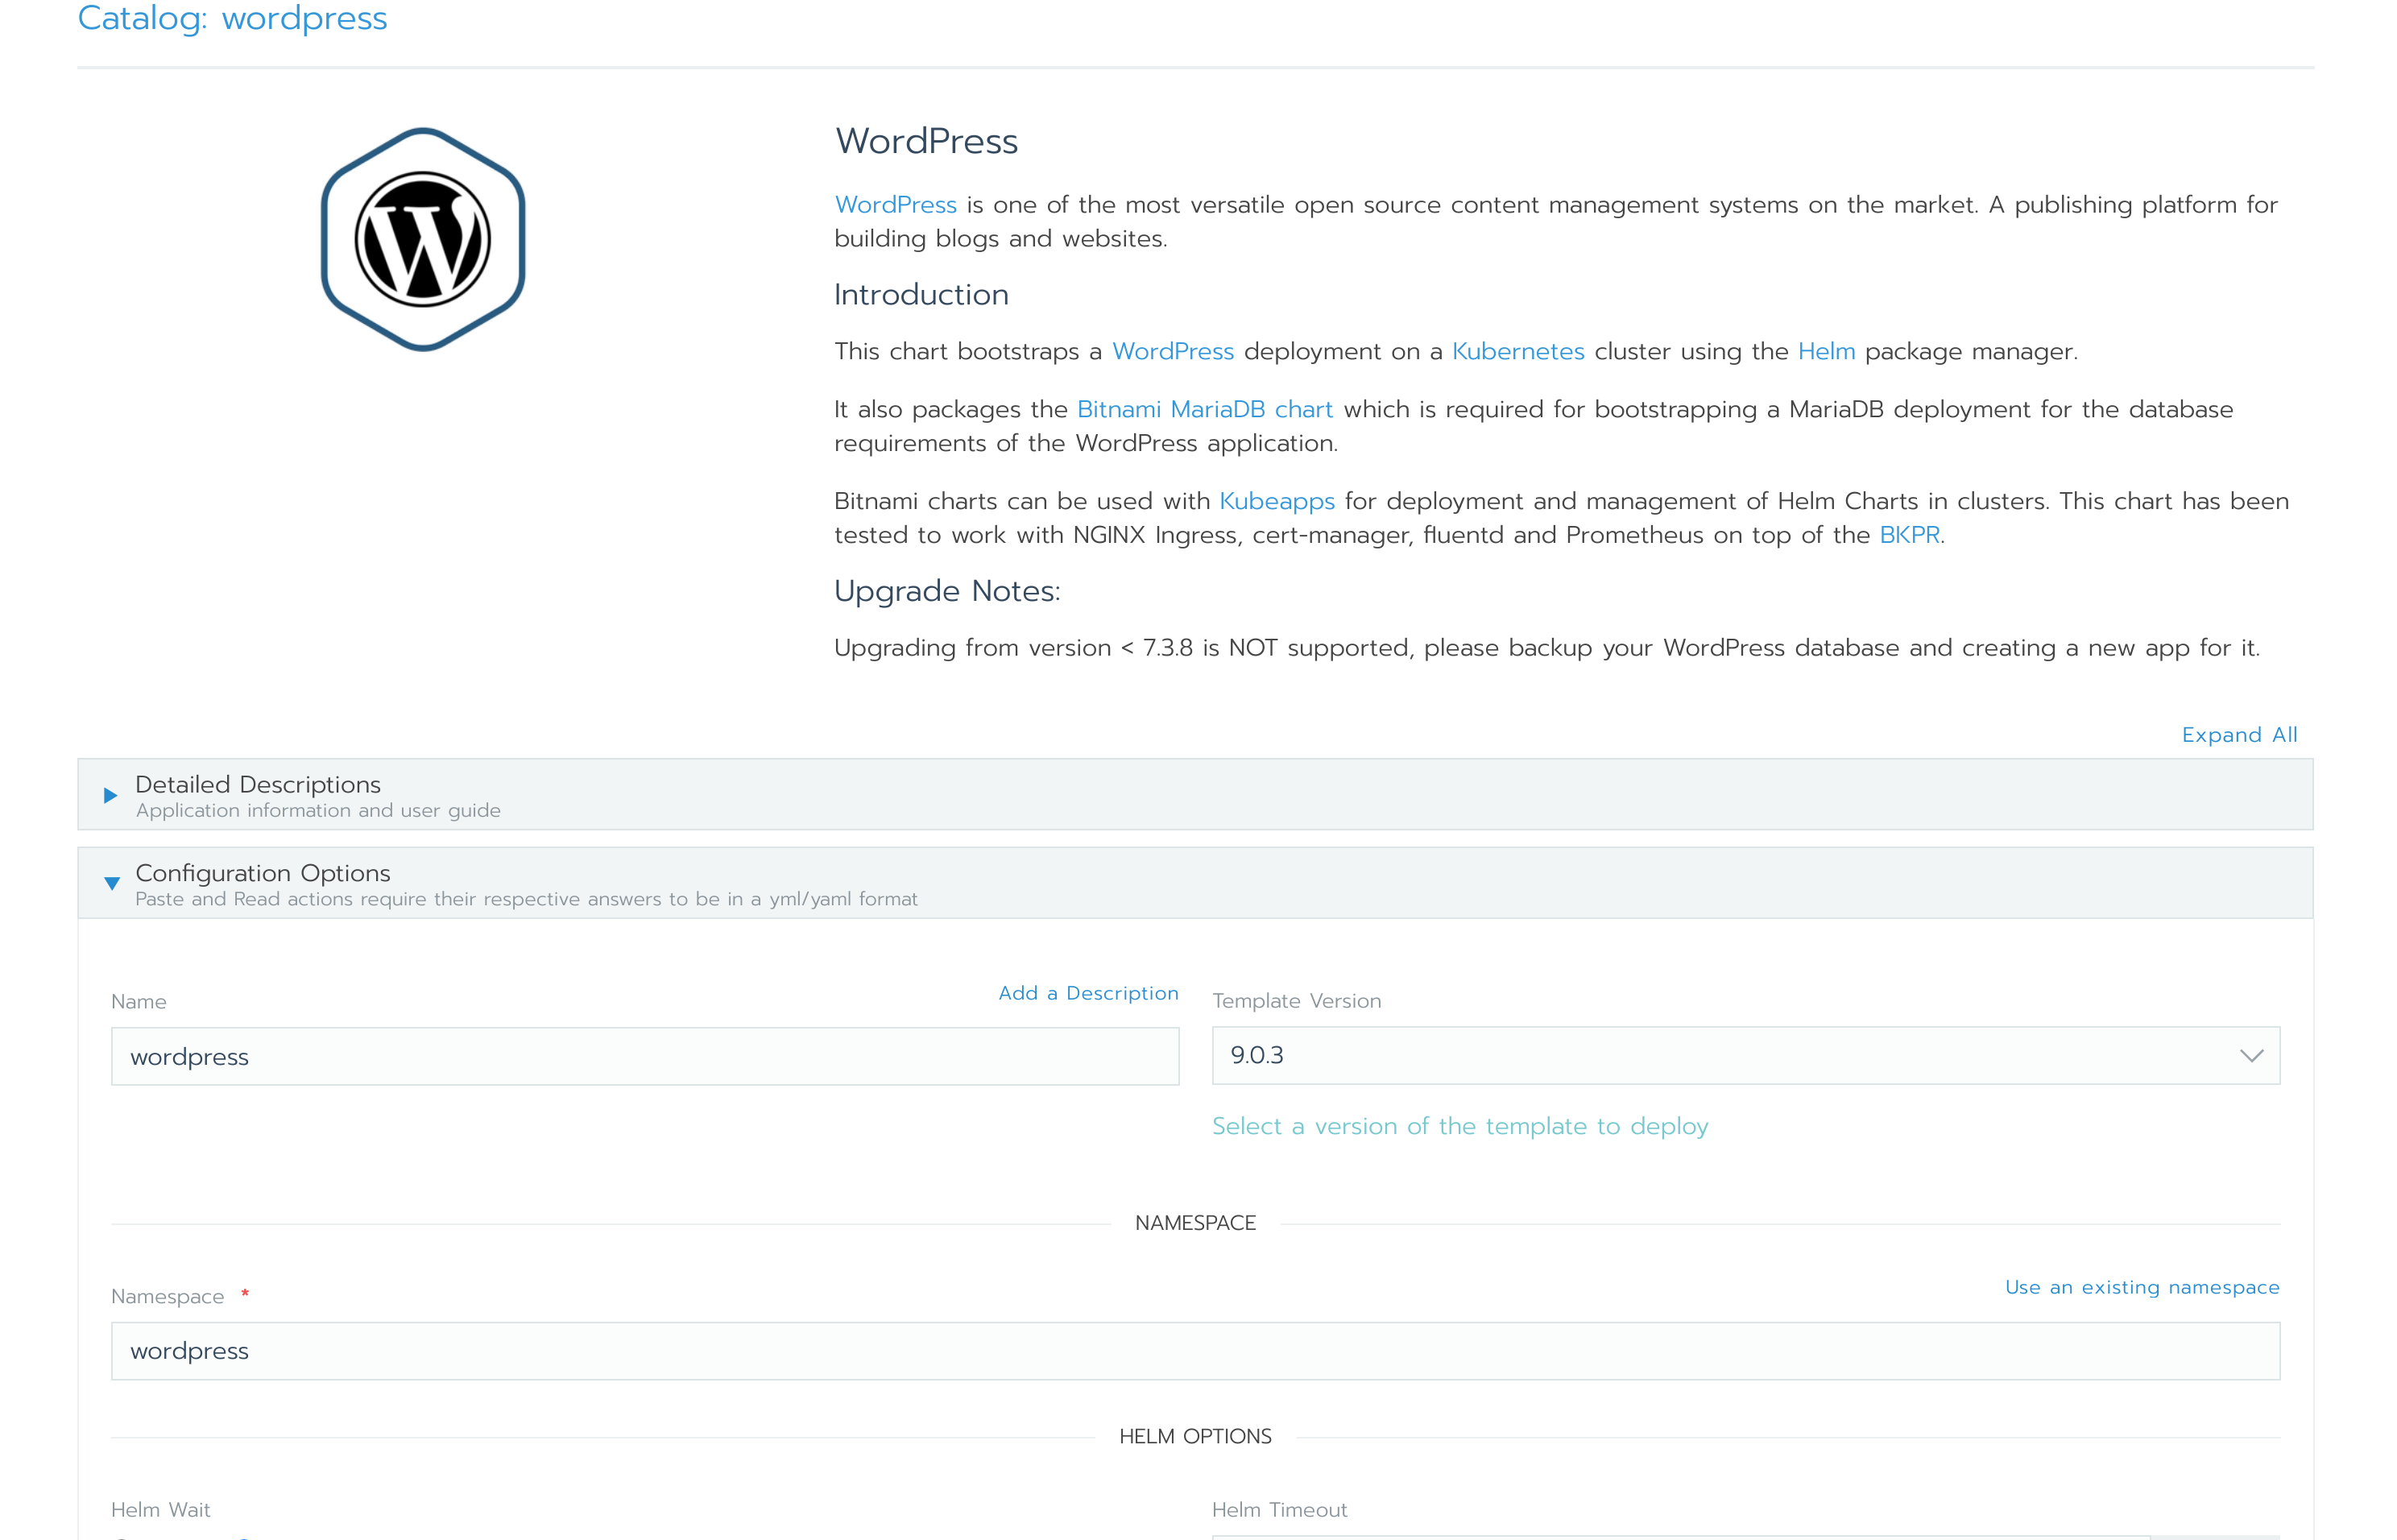 Catalog: wordpress
W
WordPress
WordPress is one of the most versatile open source content management systems on the market. A publishing platform for
building blogs and websites.
Introduction
This chart bootstraps a WordPress deployment on a Kubernetes cluster using the Helm package manager.
It also packages the Bitnami MariaDB chart which is required for bootstrapping a MariaDB deployment for the database
requirements of the WordPress application.
Bitnami charts can be used with Kubeapps for deployment and management of Helm Charts in clusters. This chart has been
tested to work with NGINX Ingress, cert-manager, fluentd and Prometheus on top of the BKPR.
Upgrade Notes:
Upgrading from version < 7.3.8 is NOT supported, please backup your WordPress database and creating a new app for it.
Expand All
Detailed Descriptions
Application information and user guide
Configuration Options
Paste and Read actions require their respective answers to be in a yml/yaml format
Name
Add a Description
wordpress
Template Version
9.0.3
Select a version of the template to deploy
NAMESPACE
Namespace *
Use an existing namespace
wordpress
HELM OPTIONS
Helm Wait
Helm Timeout